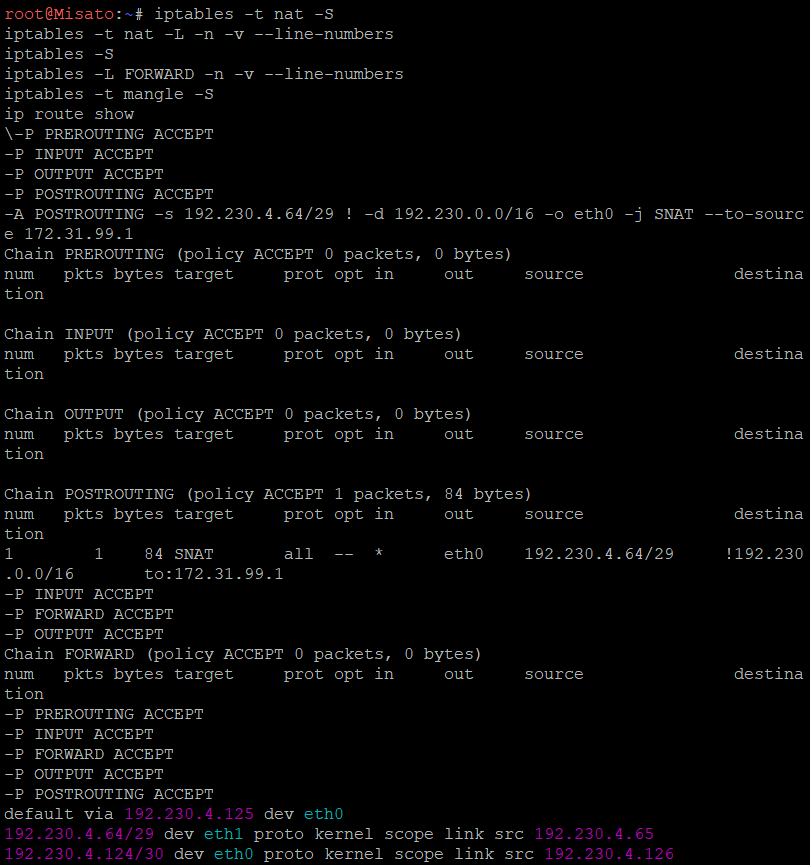 root@Misato:~# iptables -t nat -S
iptables -t nat -L -n -v --line-numbers
iptables -S
iptables -L FORWARD -n -v --line-numbers
iptables -t mangle -S
ip route show
\-P PREROUTING ACCEPT
-P INPUT ACCEPT
-P OUTPUT ACCEPT
-P POSTROUTING ACCEPT
-A POSTROUTING -s 192.230.4.64/29 ! -d 192.230.0.0/16 -o eth0 -j SNAT --to-sourc
e 172.31.99.1
Chain PREROUTING (policy ACCEPT 0 packets, 0 bytes)
num   pkts bytes target     prot opt in     out     source               destina
tion

Chain INPUT (policy ACCEPT 0 packets, 0 bytes)
num   pkts bytes target     prot opt in     out     source               destina
tion

Chain OUTPUT (policy ACCEPT 0 packets, 0 bytes)
num   pkts bytes target     prot opt in     out     source               destina
tion

Chain POSTROUTING (policy ACCEPT 1 packets, 84 bytes)
num   pkts bytes target     prot opt in     out     source               destina
tion
1        1    84 SNAT       all  --  *      eth0    192.230.4.64/29     !192.230
.0.0/16       to:172.31.99.1
-P INPUT ACCEPT
-P FORWARD ACCEPT
-P OUTPUT ACCEPT
Chain FORWARD (policy ACCEPT 0 packets, 0 bytes)
num   pkts bytes target     prot opt in     out     source               destina
tion
-P PREROUTING ACCEPT
-P INPUT ACCEPT
-P FORWARD ACCEPT
-P OUTPUT ACCEPT
-P POSTROUTING ACCEPT
default via 192.230.4.125 dev eth0
192.230.4.64/29 dev eth1 proto kernel scope link src 192.230.4.65
192.230.4.124/30 dev eth0 proto kernel scope link src 192.230.4.126